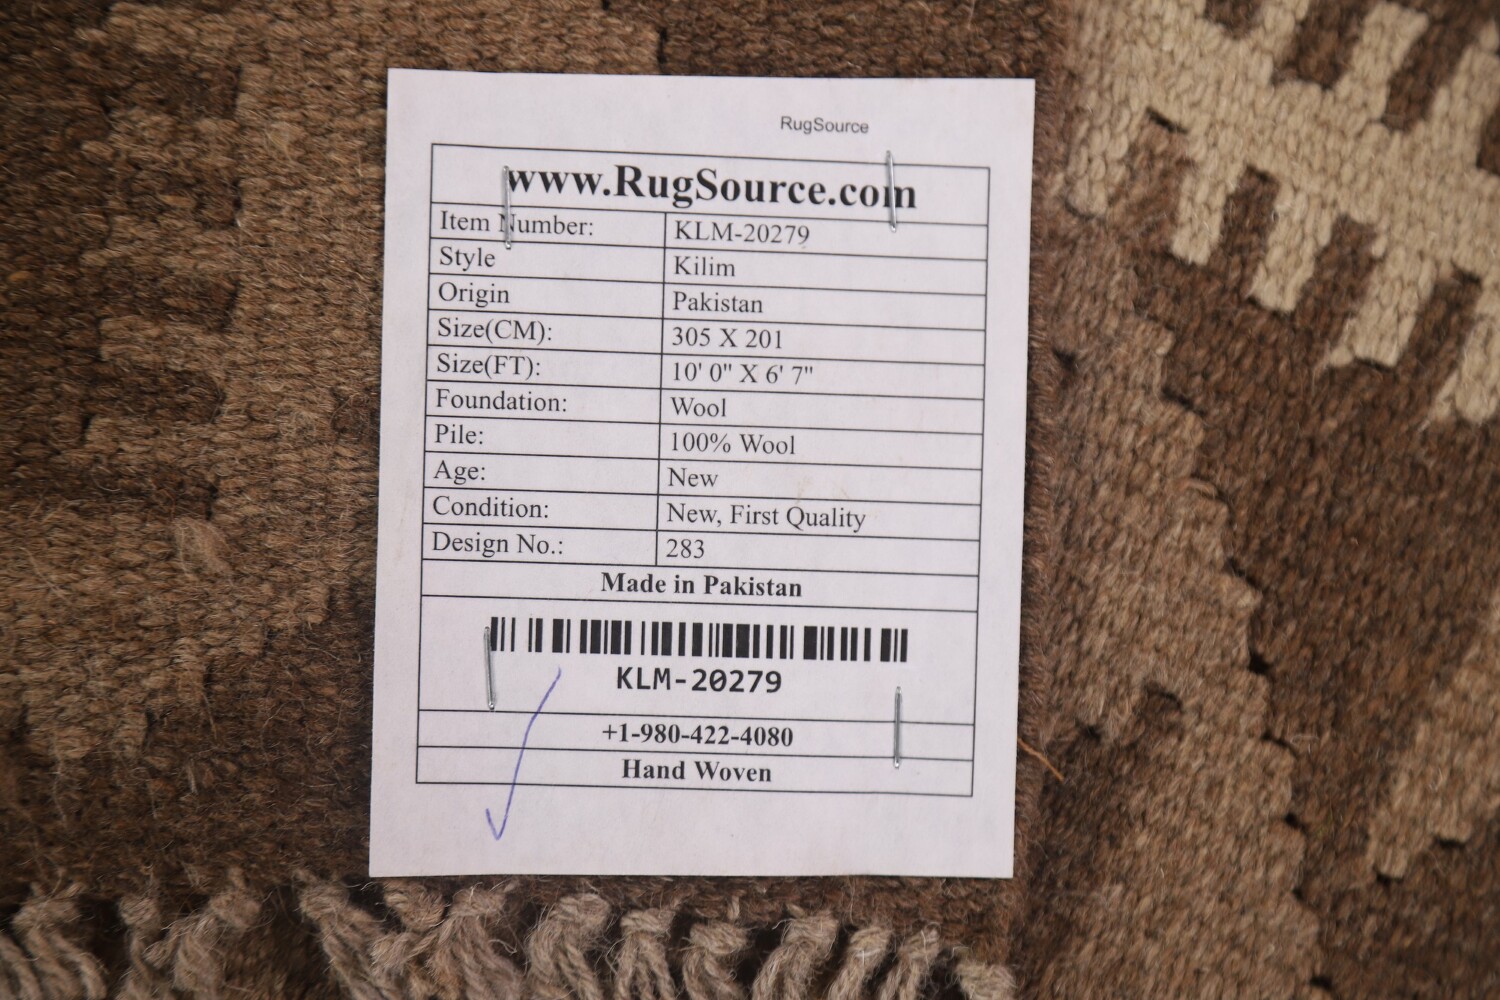 RugSource
www.RugSource.com
Item Number: KLM-20279
Style Kilim
Origin Pakistan
Size(CM): 305 X 201
Size(FT): 10' 0" X 6' 7"
Foundation: Wool
Pile: 100% Wool
Age: New
Condition: New, First Quality
Design No.: 283
Made in Pakistan
KLM-20279
+1-980-422-4080
Hand Woven